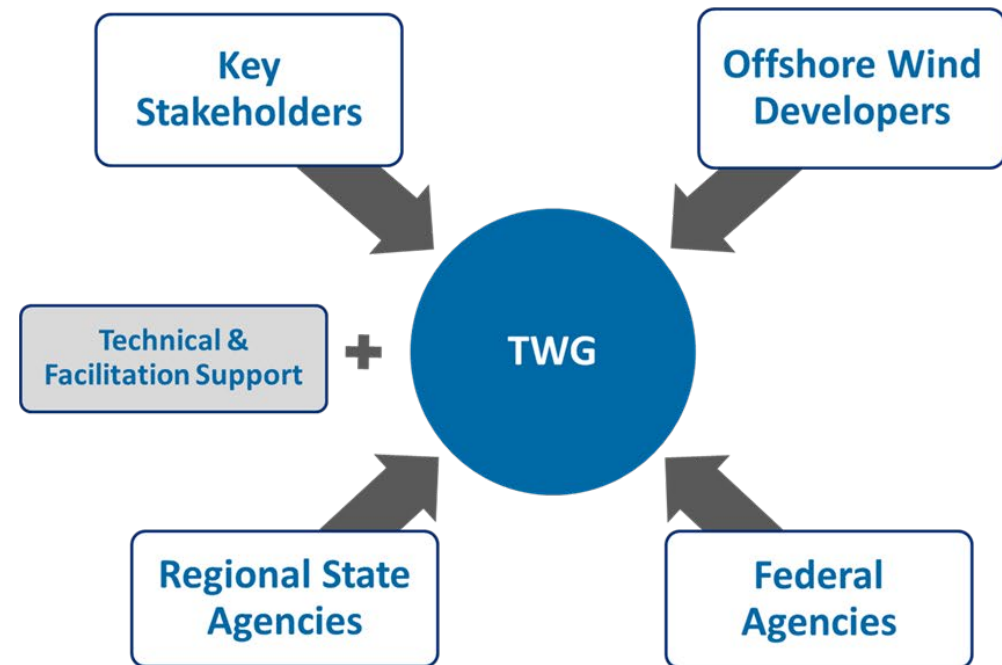 Key
Stakeholders
Offshore Wind
Developers
Technical &
Facilitation Support
TWG
Regional State
Agencies
Federal
Agencies